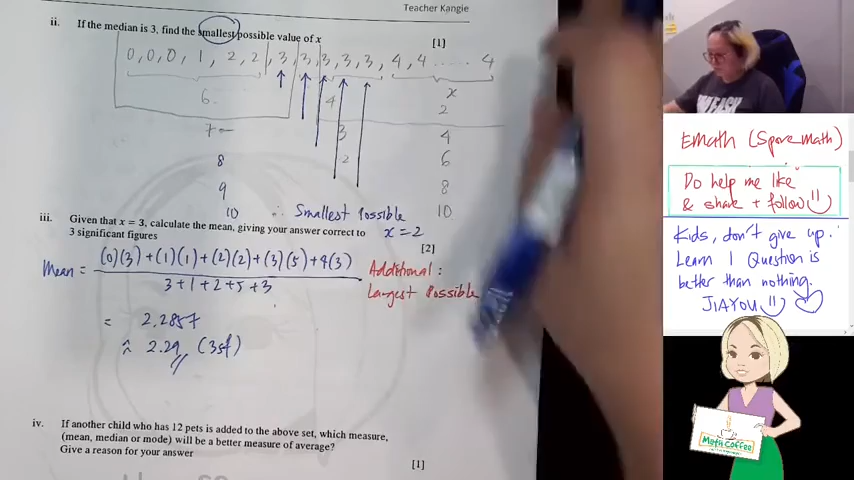 Teacher Kangie
ii. If the median is 3, find the smallest possible value of x
[1]
0,0,0, 1, 2, 2, 3, 3, 3, 3, 3, 4, 4 ..... 4
6 x
4 2
7 3 4
8 2 6
9 8
10 ∴ Smallest Possible 10
x = 2
iii. Given that x = 3, calculate the mean, giving your answer correct to
3 significant figures
[2]
Mean = (0)(3) + (1)(1) + (2)(2) + (3)(5) + 4(3)
3+1+2+5+3
Additional :
Largest Possible
= 2.2857
≈ 2.29 (3sf)
iv. If another child who has 12 pets is added to the above set, which measure,
(mean, median or mode) will be a better measure of average?
Give a reason for your answer
[1]
EMath (Spore Math)
Do help me like
& share + follow
Kids, don't give up.
Learn 1 Question is
better than nothing.
JIAYOU
Math Coffee